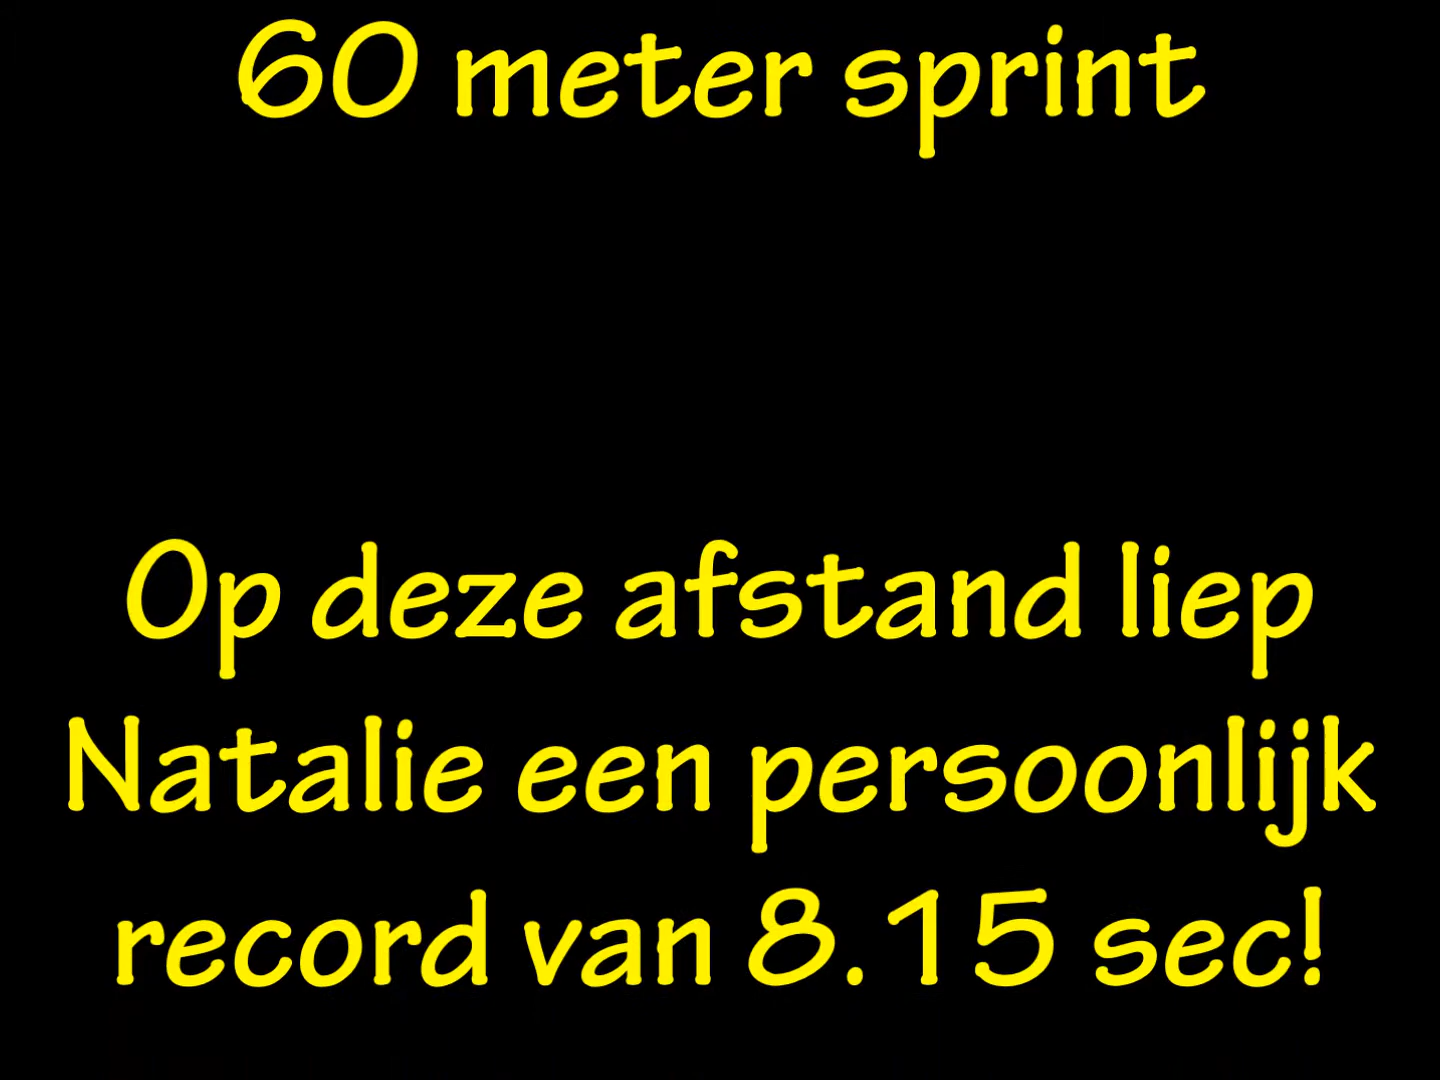 60 meter sprint
Op deze afstand liep
Natalie een persoonlijk
record van 8.15 sec!